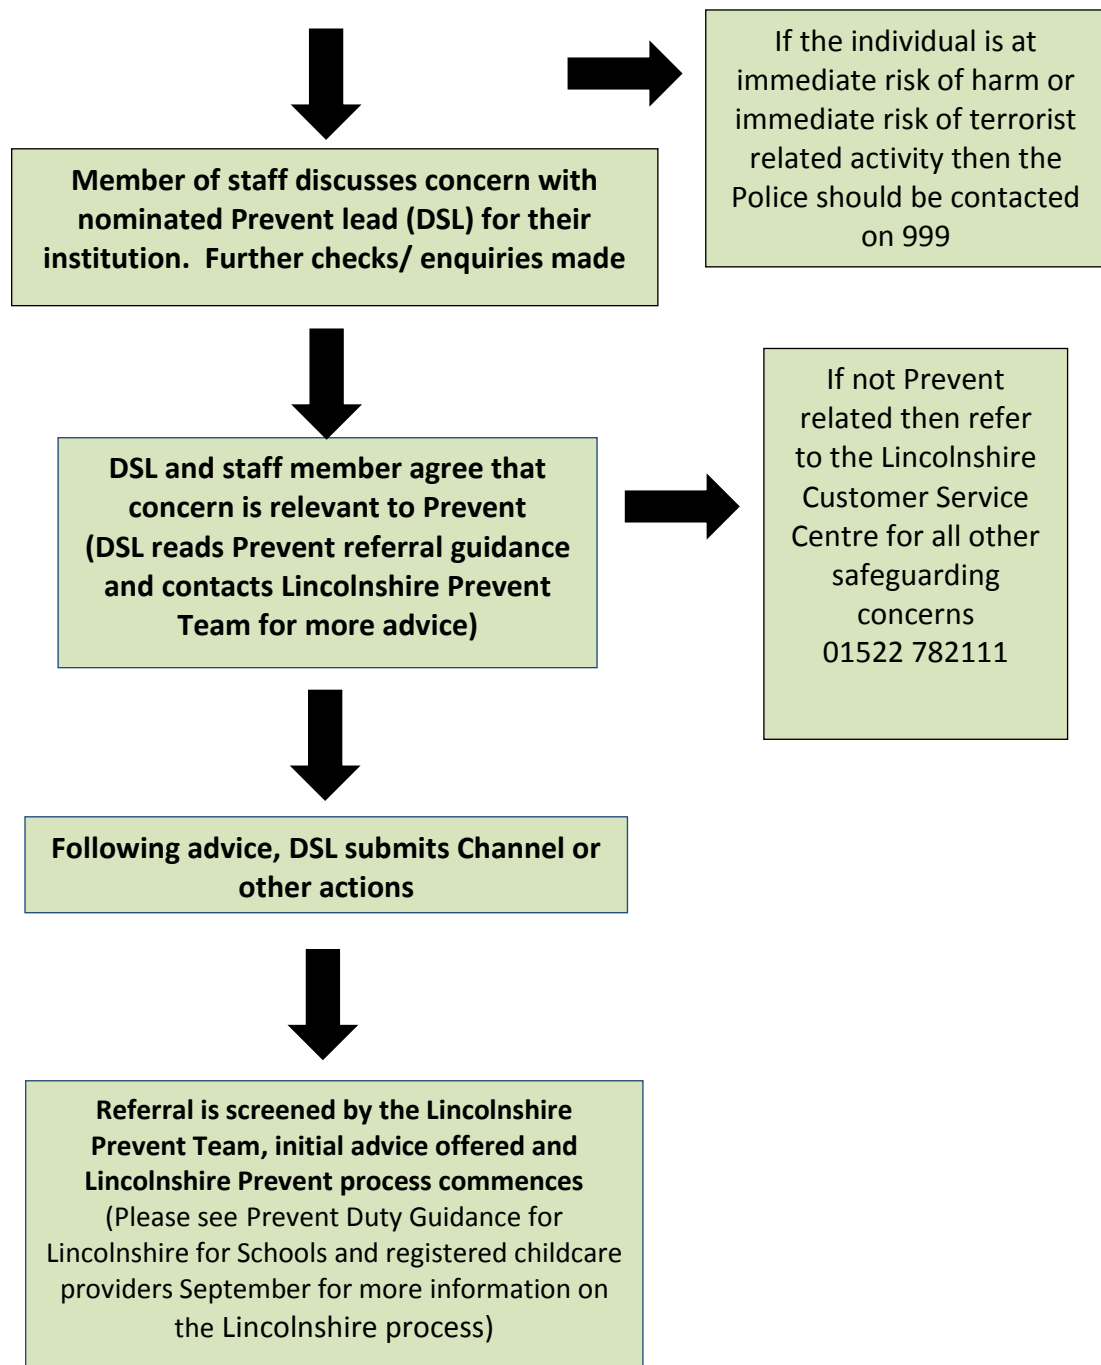 If the individual is at
immediate risk of harm or
immediate risk of terrorist
related activity then the
Police should be contacted
on 999
Member of staff discusses concern with
nominated Prevent lead (DSL) for their
institution.  Further checks/ enquiries made
DSL and staff member agree that
concern is relevant to Prevent
(DSL reads Prevent referral guidance
and contacts Lincolnshire Prevent
Team for more advice)
If not Prevent
related then refer
to the Lincolnshire
Customer Service
Centre for all other
safeguarding
concerns
01522 782111
Following advice, DSL submits Channel or
other actions
Referral is screened by the Lincolnshire
Prevent Team, initial advice offered and
Lincolnshire Prevent process commences
(Please see Prevent Duty Guidance for
Lincolnshire for Schools and registered childcare
providers September for more information on
the Lincolnshire process)